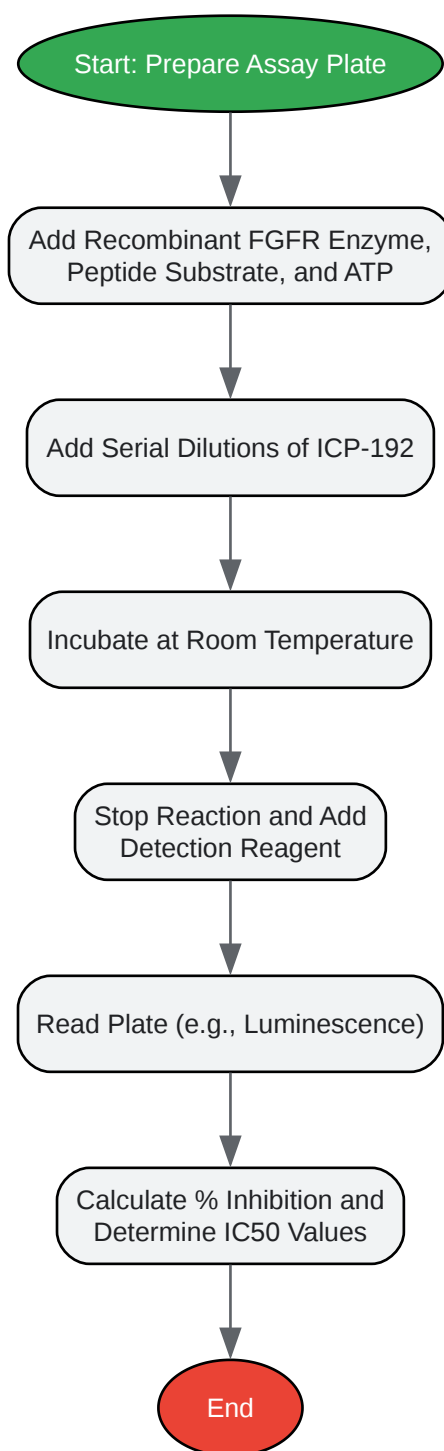 Start: Prepare Assay Plate
Add Recombinant FGFR Enzyme,
Peptide Substrate, and ATP
Add Serial Dilutions of ICP-192
Incubate at Room Temperature
Stop Reaction and Add
Detection Reagent
Read Plate (e.g., Luminescence)
Calculate % Inhibition and
Determine IC50 Values
End